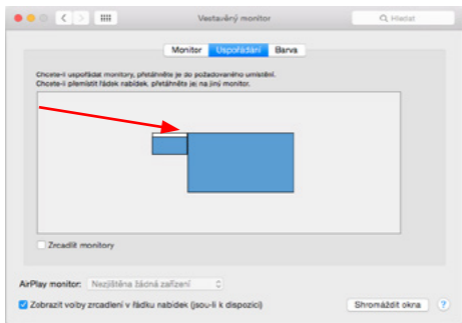 Vestavěný monitor
Hledat
Monitor Uspořádání Barva
Chcete-li uspořádat monitory, přetáhněte je do požadovaného umístění.
Chcete-li přemístit řádek nabídek, přetáhněte jej na jiný monitor.
Zrcadlit monitory
AirPlay monitor: Nezjištěna žádná zařízení
Zobrazit volby zrcadlení v řádku nabídek (jsou-li k dispozici)
Shromáždit okna ?